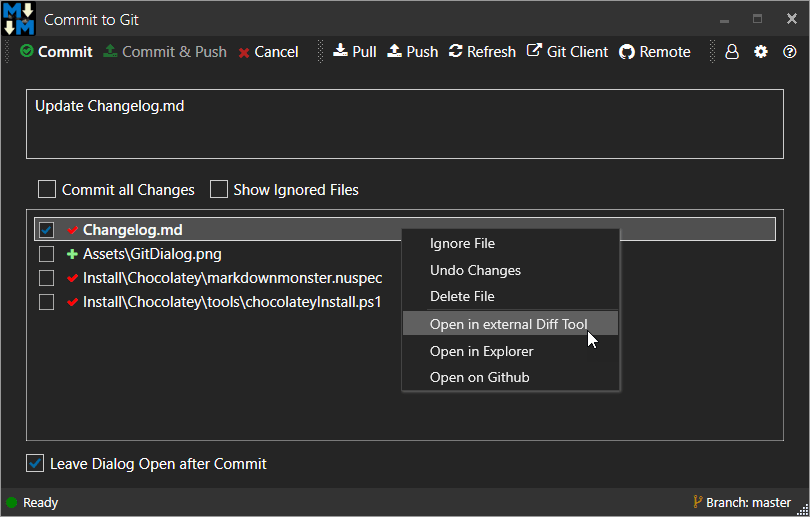 Commit to Git
Commit Commit & Push Cancel Pull Push Refresh Git Client Remote
Update Changelog.md
Commit all Changes Show Ignored Files
Changelog.md
Assets\GitDialog.png
Install\Chocolatey\markdownmonster.nuspec
Install\Chocolatey\tools\chocolateyInstall.ps1
Ignore File
Undo Changes
Delete File
Open in external Diff Tool
Open in Explorer
Open on Github
Leave Dialog Open after Commit
Ready Branch: master